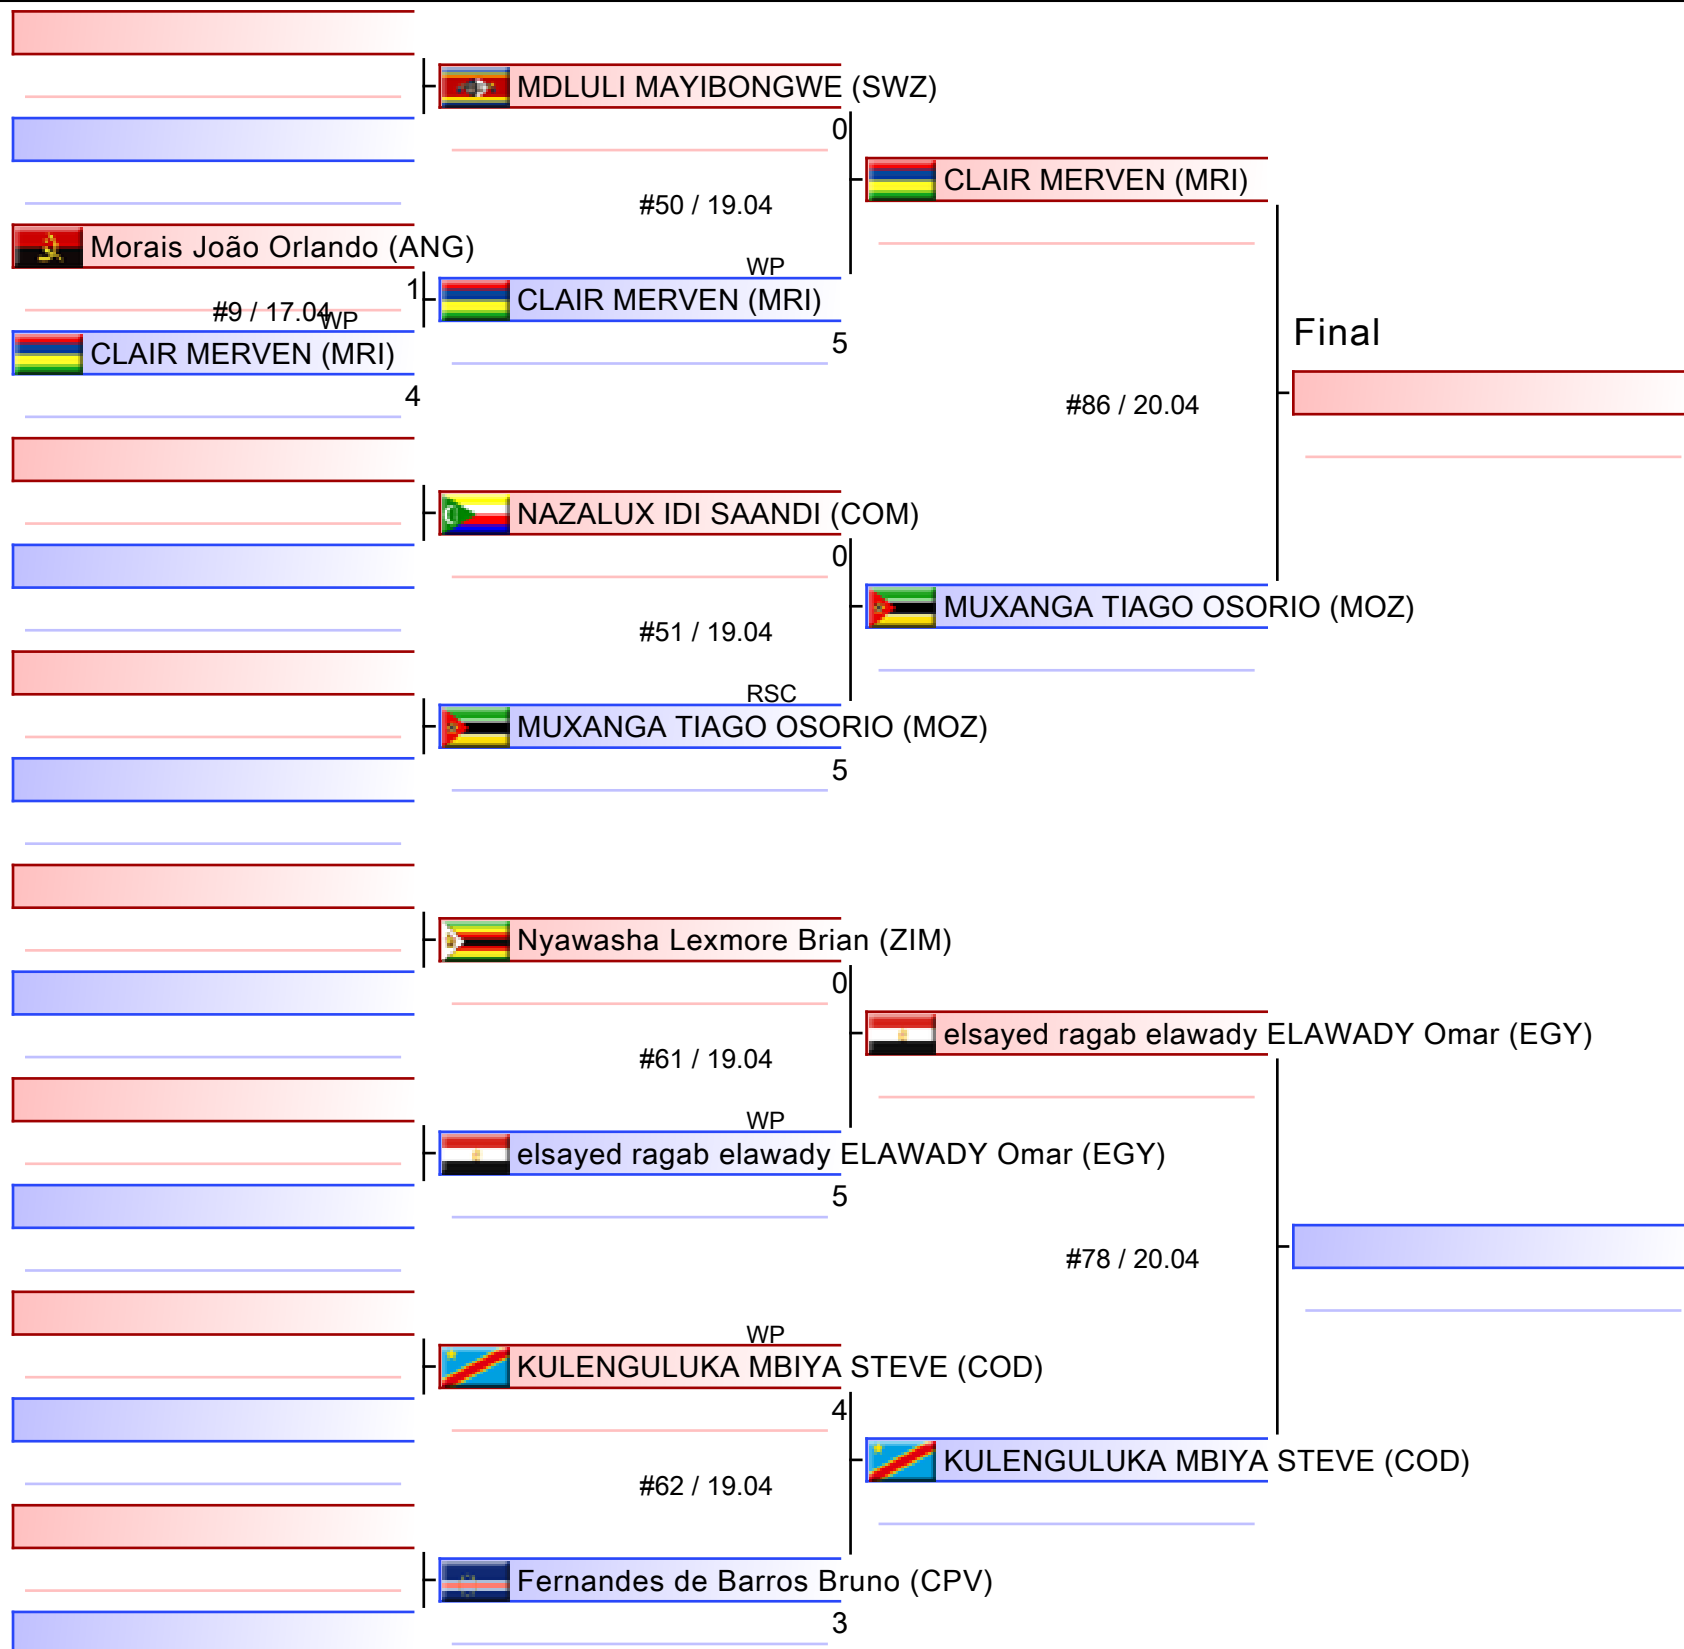 MDLULI MAYIBONGWE (SWZ)
0
CLAIR MERVEN (MRI)
#50 / 19.04
Morais João Orlando (ANG)
WP
1
CLAIR MERVEN (MRI)
#9 / 17.04
WP
Final
5
CLAIR MERVEN (MRI)
4
#86 / 20.04
NAZALUX IDI SAANDI (COM)
0
MUXANGA TIAGO OSORIO (MOZ)
#51 / 19.04
RSC
MUXANGA TIAGO OSORIO (MOZ)
5
Nyawasha Lexmore Brian (ZIM)
0
elsayed ragab elawady ELAWADY Omar (EGY)
#61 / 19.04
WP
elsayed ragab elawady ELAWADY Omar (EGY)
5
#78 / 20.04
WP
KULENGULUKA MBIYA STEVE (COD)
4
KULENGULUKA MBIYA STEVE (COD)
#62 / 19.04
Fernandes de Barros Bruno (CPV)
3